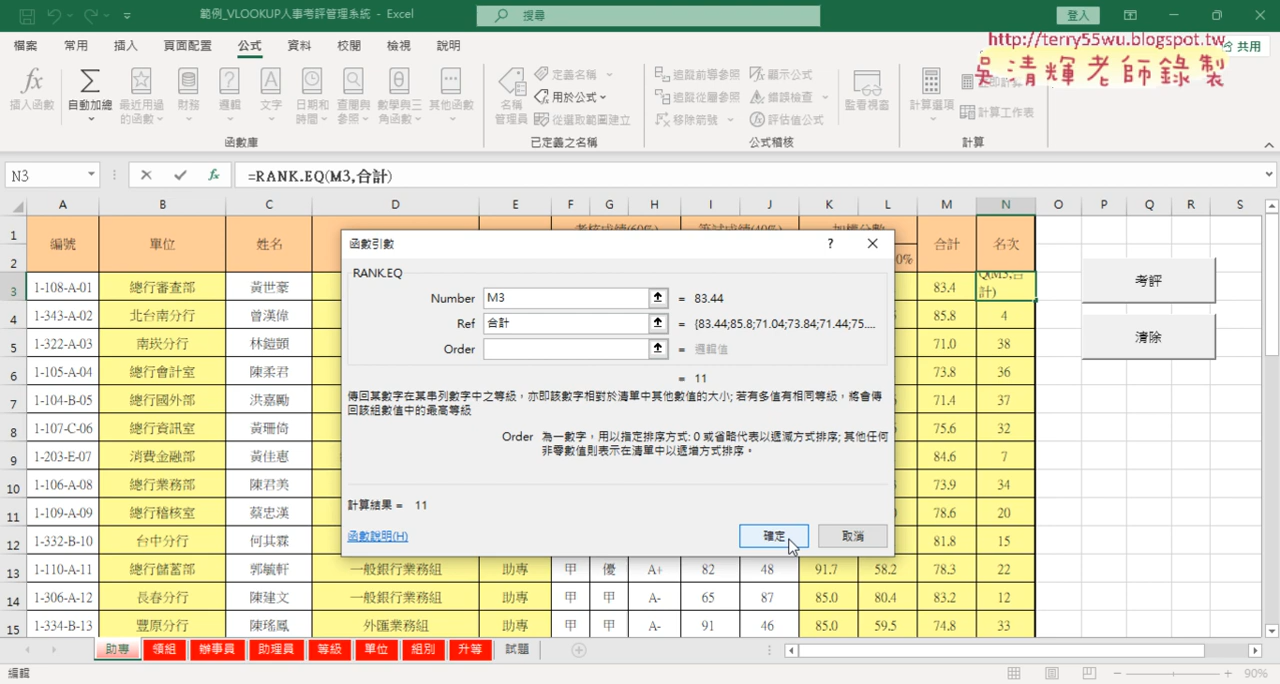 範例_VLOOKUP人事考評管理系統 - Excel
搜尋
登入
http://terry55wu.blogspot.tw
吳清輝老師錄製
檔案 常用 插入 頁面配置 公式 資料 校閱 檢視 說明
共用
插入函數 自動加總 最近用過的函數 財務 邏輯 文字 日期和時間 查閱與參照 數學與三角函數 其他函數
函數庫
名稱管理員 定義名稱 用於公式 從選取範圍建立
已定義之名稱
追蹤前導參照 追蹤從屬參照 移除箭號 顯示公式 錯誤檢查 評估值公式 監看視窗
公式稽核
計算選項 計算工作表
計算
N3
=RANK.EQ(M3,合計)
A B C D E F G H I J K L M N O P Q R S
編號 單位 姓名 合計 名次
0%
1
2
3 1-108-A-01 總行審查部 黃世豪 83.4 Q(M3,合計)
4 1-343-A-02 北台南分行 曾漢偉 85.8 4
5 1-322-A-03 南崁分行 林鎧頤 71.0 38
6 1-105-A-04 總行會計室 陳柔君 73.8 36
7 1-104-B-05 總行國外部 洪嘉勵 71.4 37
8 1-107-C-06 總行資訊室 黃珊倚 75.6 32
9 1-203-E-07 消費金融部 黃佳惠 84.6 7
10 1-106-A-08 總行業務部 陳君美 73.9 34
11 1-109-A-09 總行稽核室 蔡忠漢 78.6 20
12 1-332-B-10 台中分行 何其霖 81.8 15
13 1-110-A-11 總行儲蓄部 郭毓軒 一般銀行業務組 助專 甲 優 A+ 82 48 91.7 58.2 78.3 22
14 1-306-A-12 長春分行 陳建文 一般銀行業務組 助專 甲 甲 A- 65 87 85.0 80.4 83.2 12
15 1-334-B-13 豐原分行 陳瑤鳳 外匯業務組 助專 甲 甲 A- 91 46 85.0 59.5 74.8 33
考評
清除
函數引數
? ×
RANK.EQ
Number M3 = 83.44
Ref 合計 = {83.44;85.8;71.04;73.84;71.44;75....
Order = 邏輯值
= 11
傳回某數字在某串列數字中之等級，亦即該數字相對於清單中其他數值的大小; 若有多值有相同等級，將會傳
回該組數值中的最高等級
Order 為一數字，用以指定排序方式: 0 或省略代表以遞減方式排序; 其他任何
非零數值則表示在清單中以遞增方式排序。
計算結果 = 11
函數說明(H)
確定 取消
助專 領組 辦事員 助理員 等級 單位 組別 升等 試題
編輯
90%